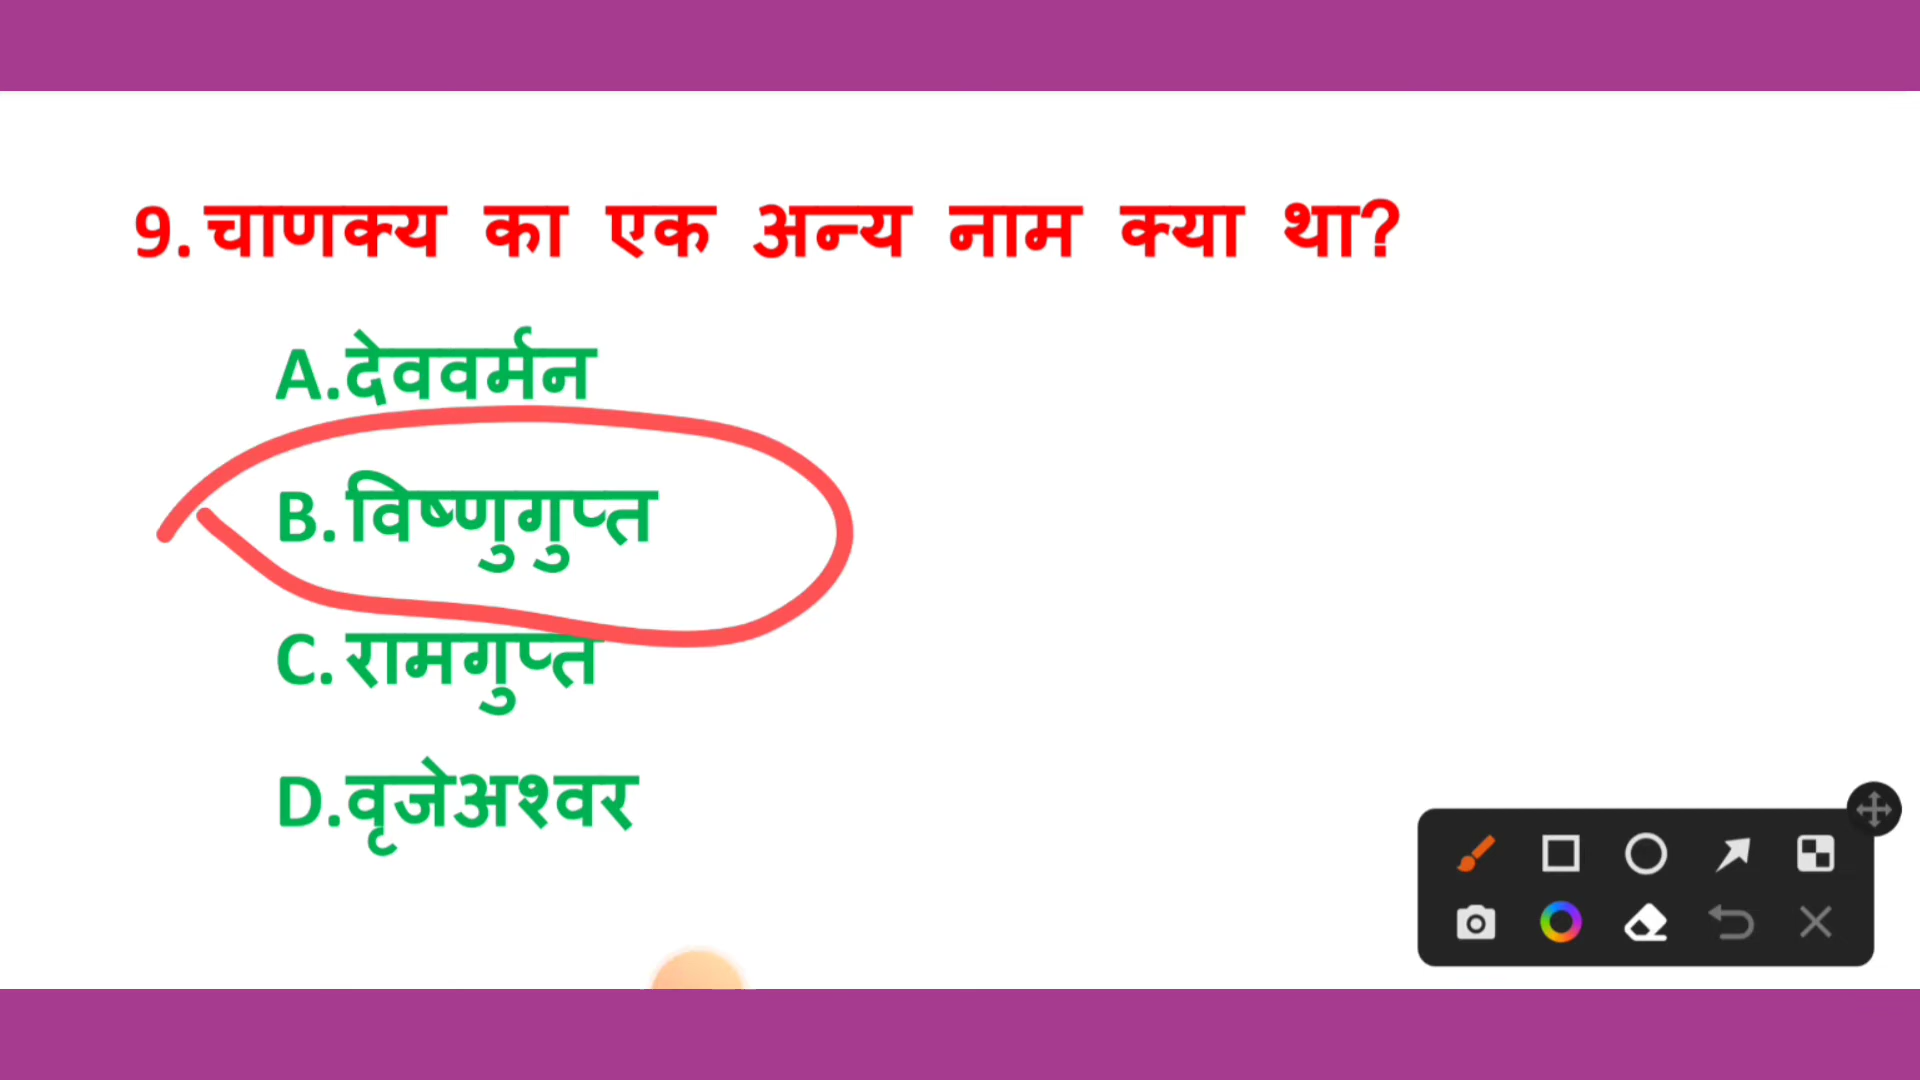 9. चाणक्य का एक अन्य नाम क्या था?
A. देववर्मन
B. विष्णुगुप्त
C. रामगुप्त
D. वृजेअश्वर